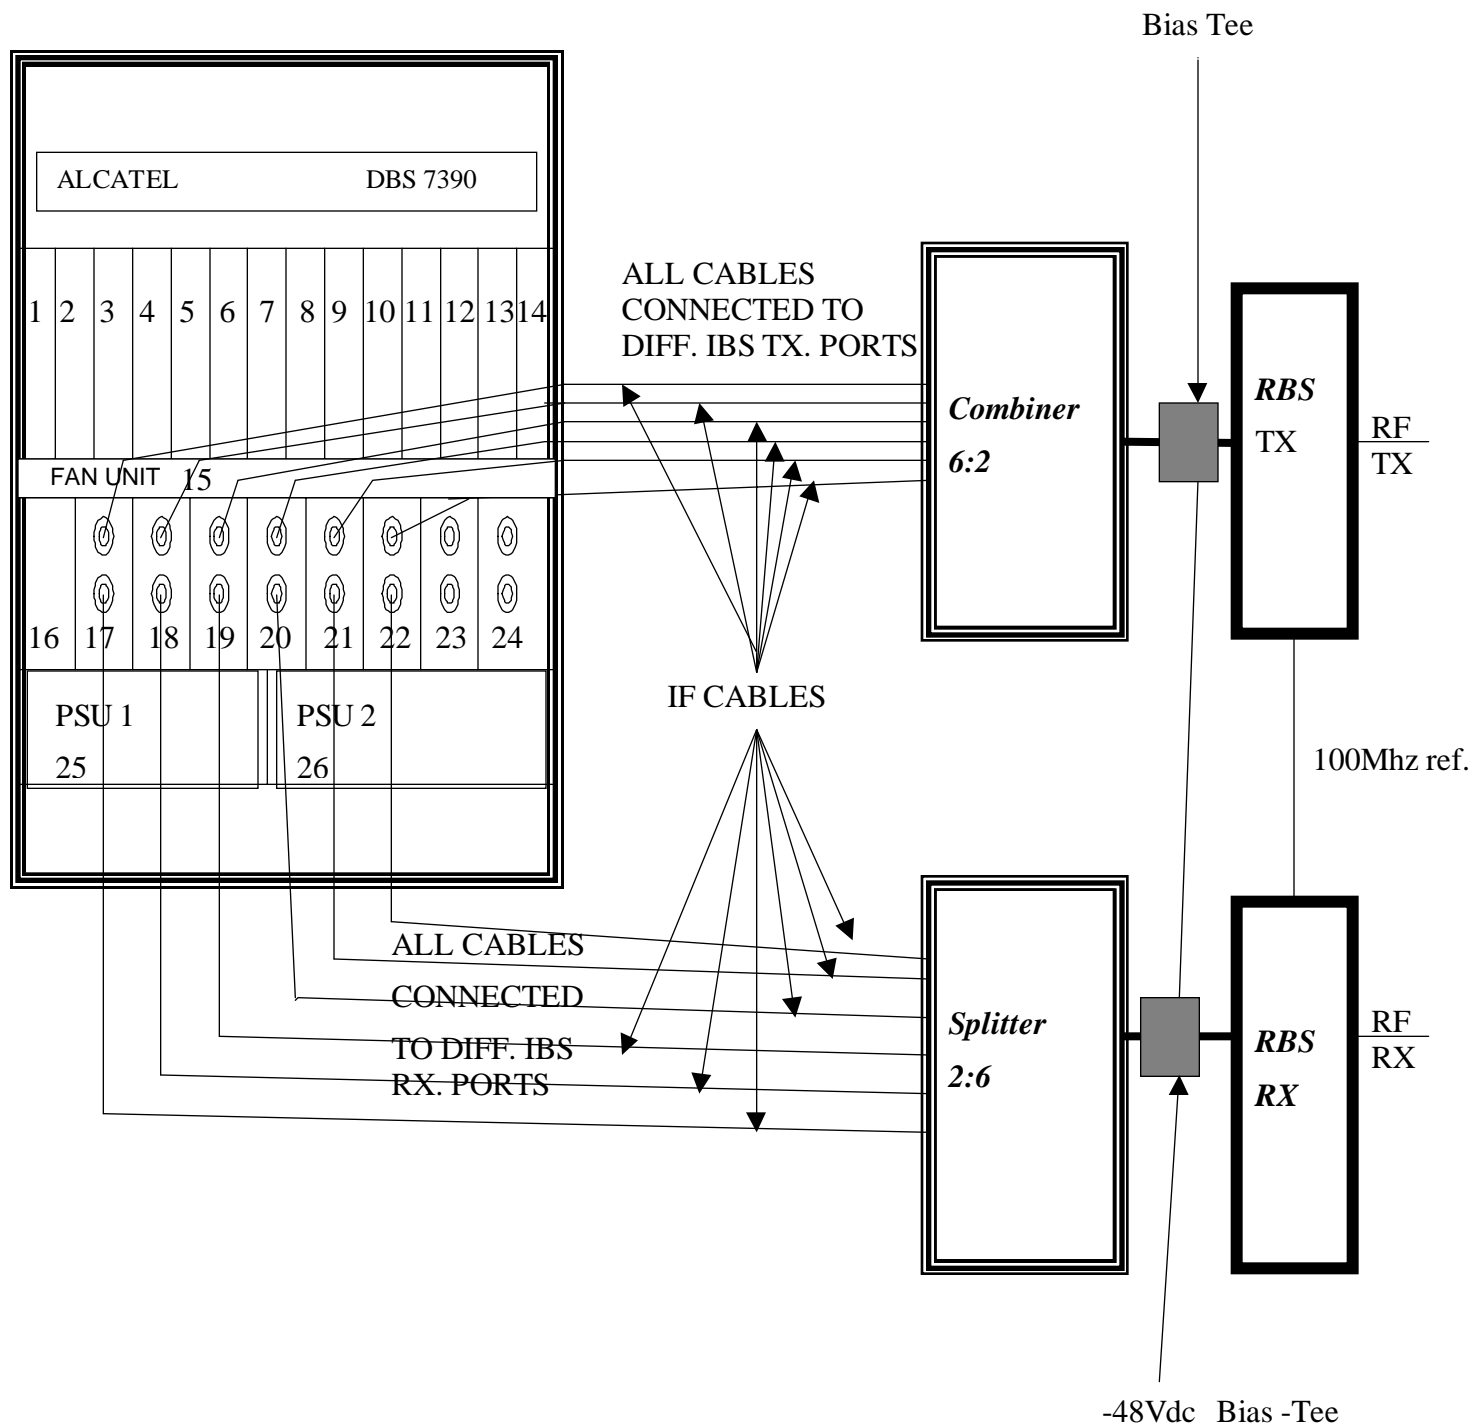 Bias Tee
ALCATEL DBS 7390
1 2 3 4 5 6 7 8 9 10 11 12 13 14
ALL CABLES
CONNECTED TO
DIFF. IBS TX. PORTS
Combiner
6:2
RBS
TX
RF
TX
FAN UNIT 15
16 17 18 19 20 21 22 23 24
PSU 1
25
PSU 2
26
IF CABLES
100Mhz ref.
ALL CABLES
CONNECTED
TO DIFF. IBS
RX. PORTS
Splitter
2:6
RBS
RX
RF
RX
-48Vdc Bias -Tee